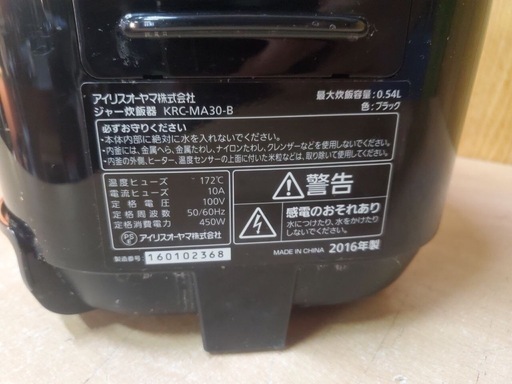 アイリスオーヤマ株式会社
ジャー炊飯器 KRC-MA30-B
最大炊飯容量:0.54L
色:ブラック
必ずお守りください
・本体内部に絶対に水を入れないでください。
・内釜には、金属へら、金属たわし、ナイロンたわし、クレンザーなどを使用しないでください。
・内釜の外側、ヒーター、温度センサーの上面に付いた米粒などは、取り除いて使用してください。
温度ヒューズ 172℃
電流ヒューズ 10A
定格電圧 100V
定格周波数 50/60Hz
定格消費電力 450W
PS E アイリスオーヤマ株式会社
製造番号: 160102368
警告
感電のおそれあり
水につけたり、水をかけたりしないでください。
MADE IN CHINA 2016年製